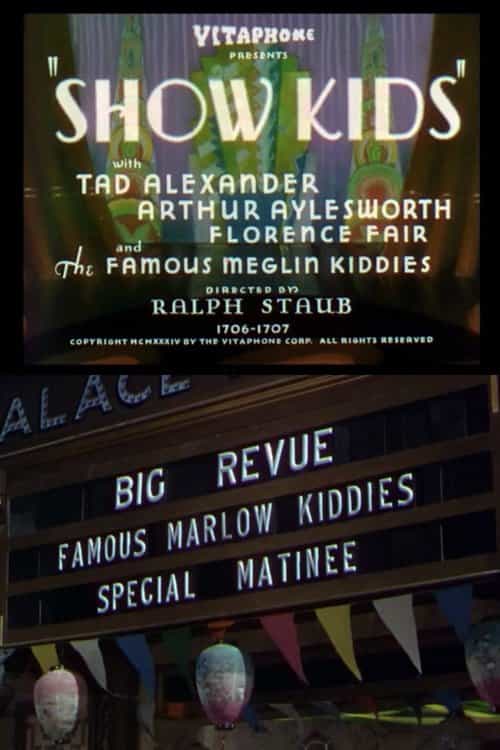 VITAPHONE
PRESENTS
"SHOW KIDS"
with
TAD ALEXANDER
ARTHUR AYLESWORTH
FLORENCE FAIR
and
The FAMOUS MEGLIN KIDDIES
DIRECTED BY
RALPH STAUB
1706-1707
COPYRIGHT MCMXXXIV BY THE VITAPHONE CORP. ALL RIGHTS RESERVED
ALACE
BIG REVUE
FAMOUS MARLOW KIDDIES
SPECIAL MATINEE